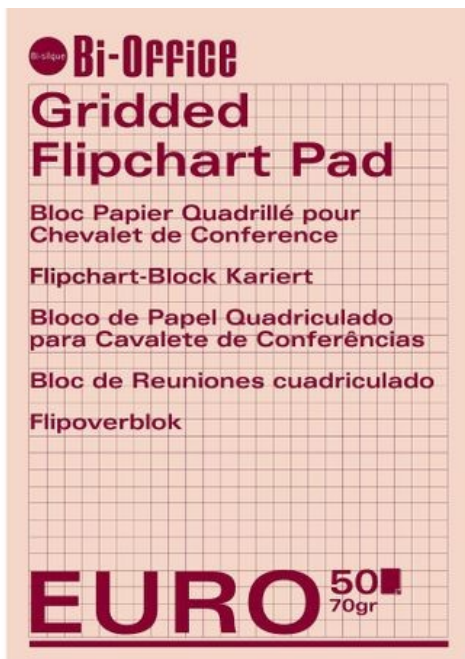 Bi-silque
Bi-Office
Gridded
Flipchart Pad
Bloc Papier Quadrillé pour
Chevalet de Conference
Flipchart-Block Kariert
Bloco de Papel Quadriculado
para Cavalete de Conferências
Bloc de Reuniones cuadriculado
Flipoverblok
EURO
50
70gr